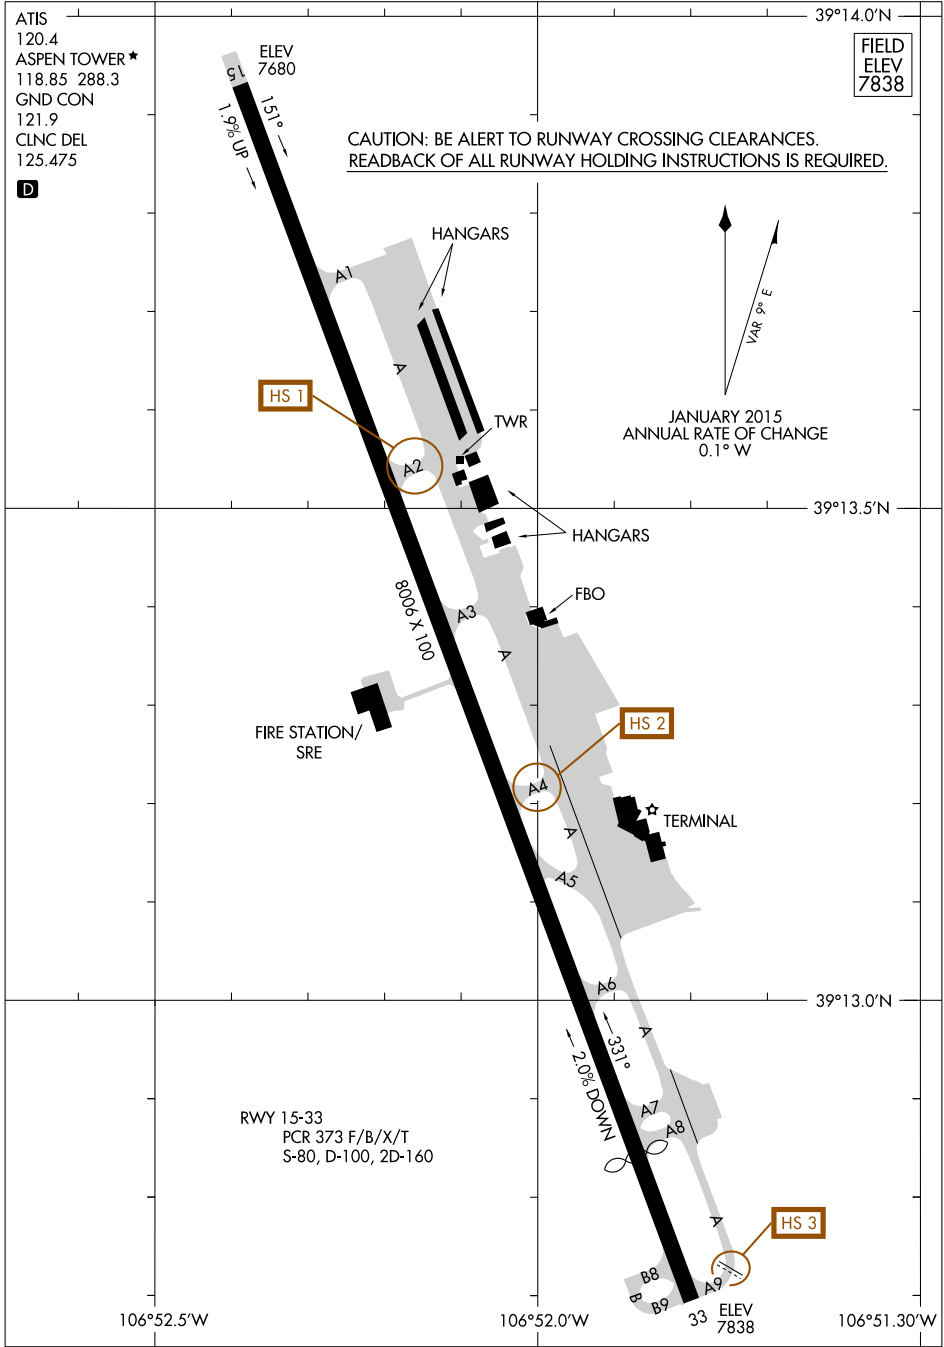 ATIS
120.4
ASPEN TOWER★
118.85 288.3
GND CON
121.9
CLNC DEL
125.475
D
39°14.0'N
FIELD
ELEV
7838
ELEV
7680
15
151°
1.9% UP
CAUTION: BE ALERT TO RUNWAY CROSSING CLEARANCES.
READBACK OF ALL RUNWAY HOLDING INSTRUCTIONS IS REQUIRED.
HANGARS
A1
VAR 9° E
A
HS 1
JANUARY 2015
ANNUAL RATE OF CHANGE
0.1° W
TWR
A2
39°13.5'N
HANGARS
FBO
8006 X 100
A3
A
FIRE STATION/
SRE
HS 2
A4
TERMINAL
A
A5
A6
39°13.0'N
A
331°
2.0% DOWN
A7
A8
RWY 15-33
PCR 373 F/B/X/T
S-80, D-100, 2D-160
A
HS 3
B8
B
B9
A9
33
ELEV
7838
106°52.5'W
106°52.0'W
106°51.30'W